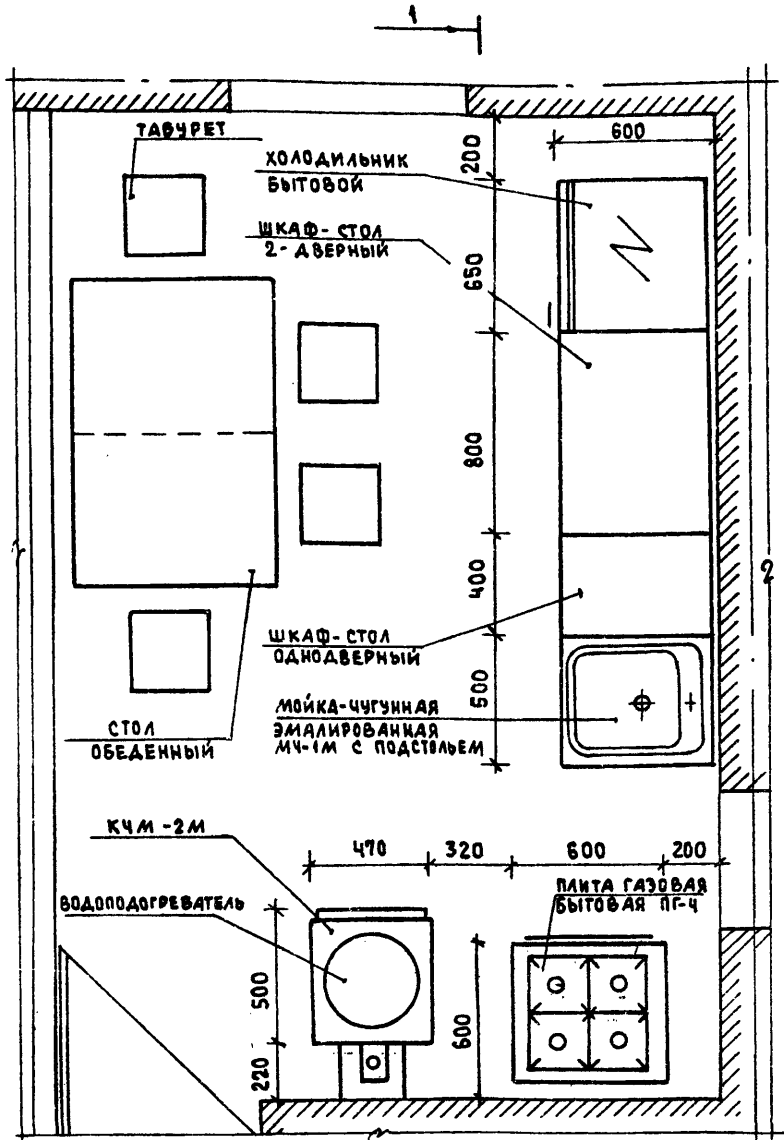 1
ТАБУРЕТ
600
200
ХОЛОДИЛЬНИК
БЫТОВОЙ
ШКАФ-СТОЛ
2-ДВЕРНЫЙ
650
800
2
400
ШКАФ-СТОЛ
ОДНОДВЕРНЫЙ
500
МОЙКА-ЧУГУННАЯ
ЭМАЛИРОВАННАЯ
МЧ-1М С ПОДСТОЛЬЕМ
СТОЛ
ОБЕДЕННЫЙ
КЧМ-2М
470
320
600
200
ПЛИТА ГАЗОВАЯ
БЫТОВАЯ ПГ-4
ВОДОПОДОГРЕВАТЕЛЬ
500
600
220